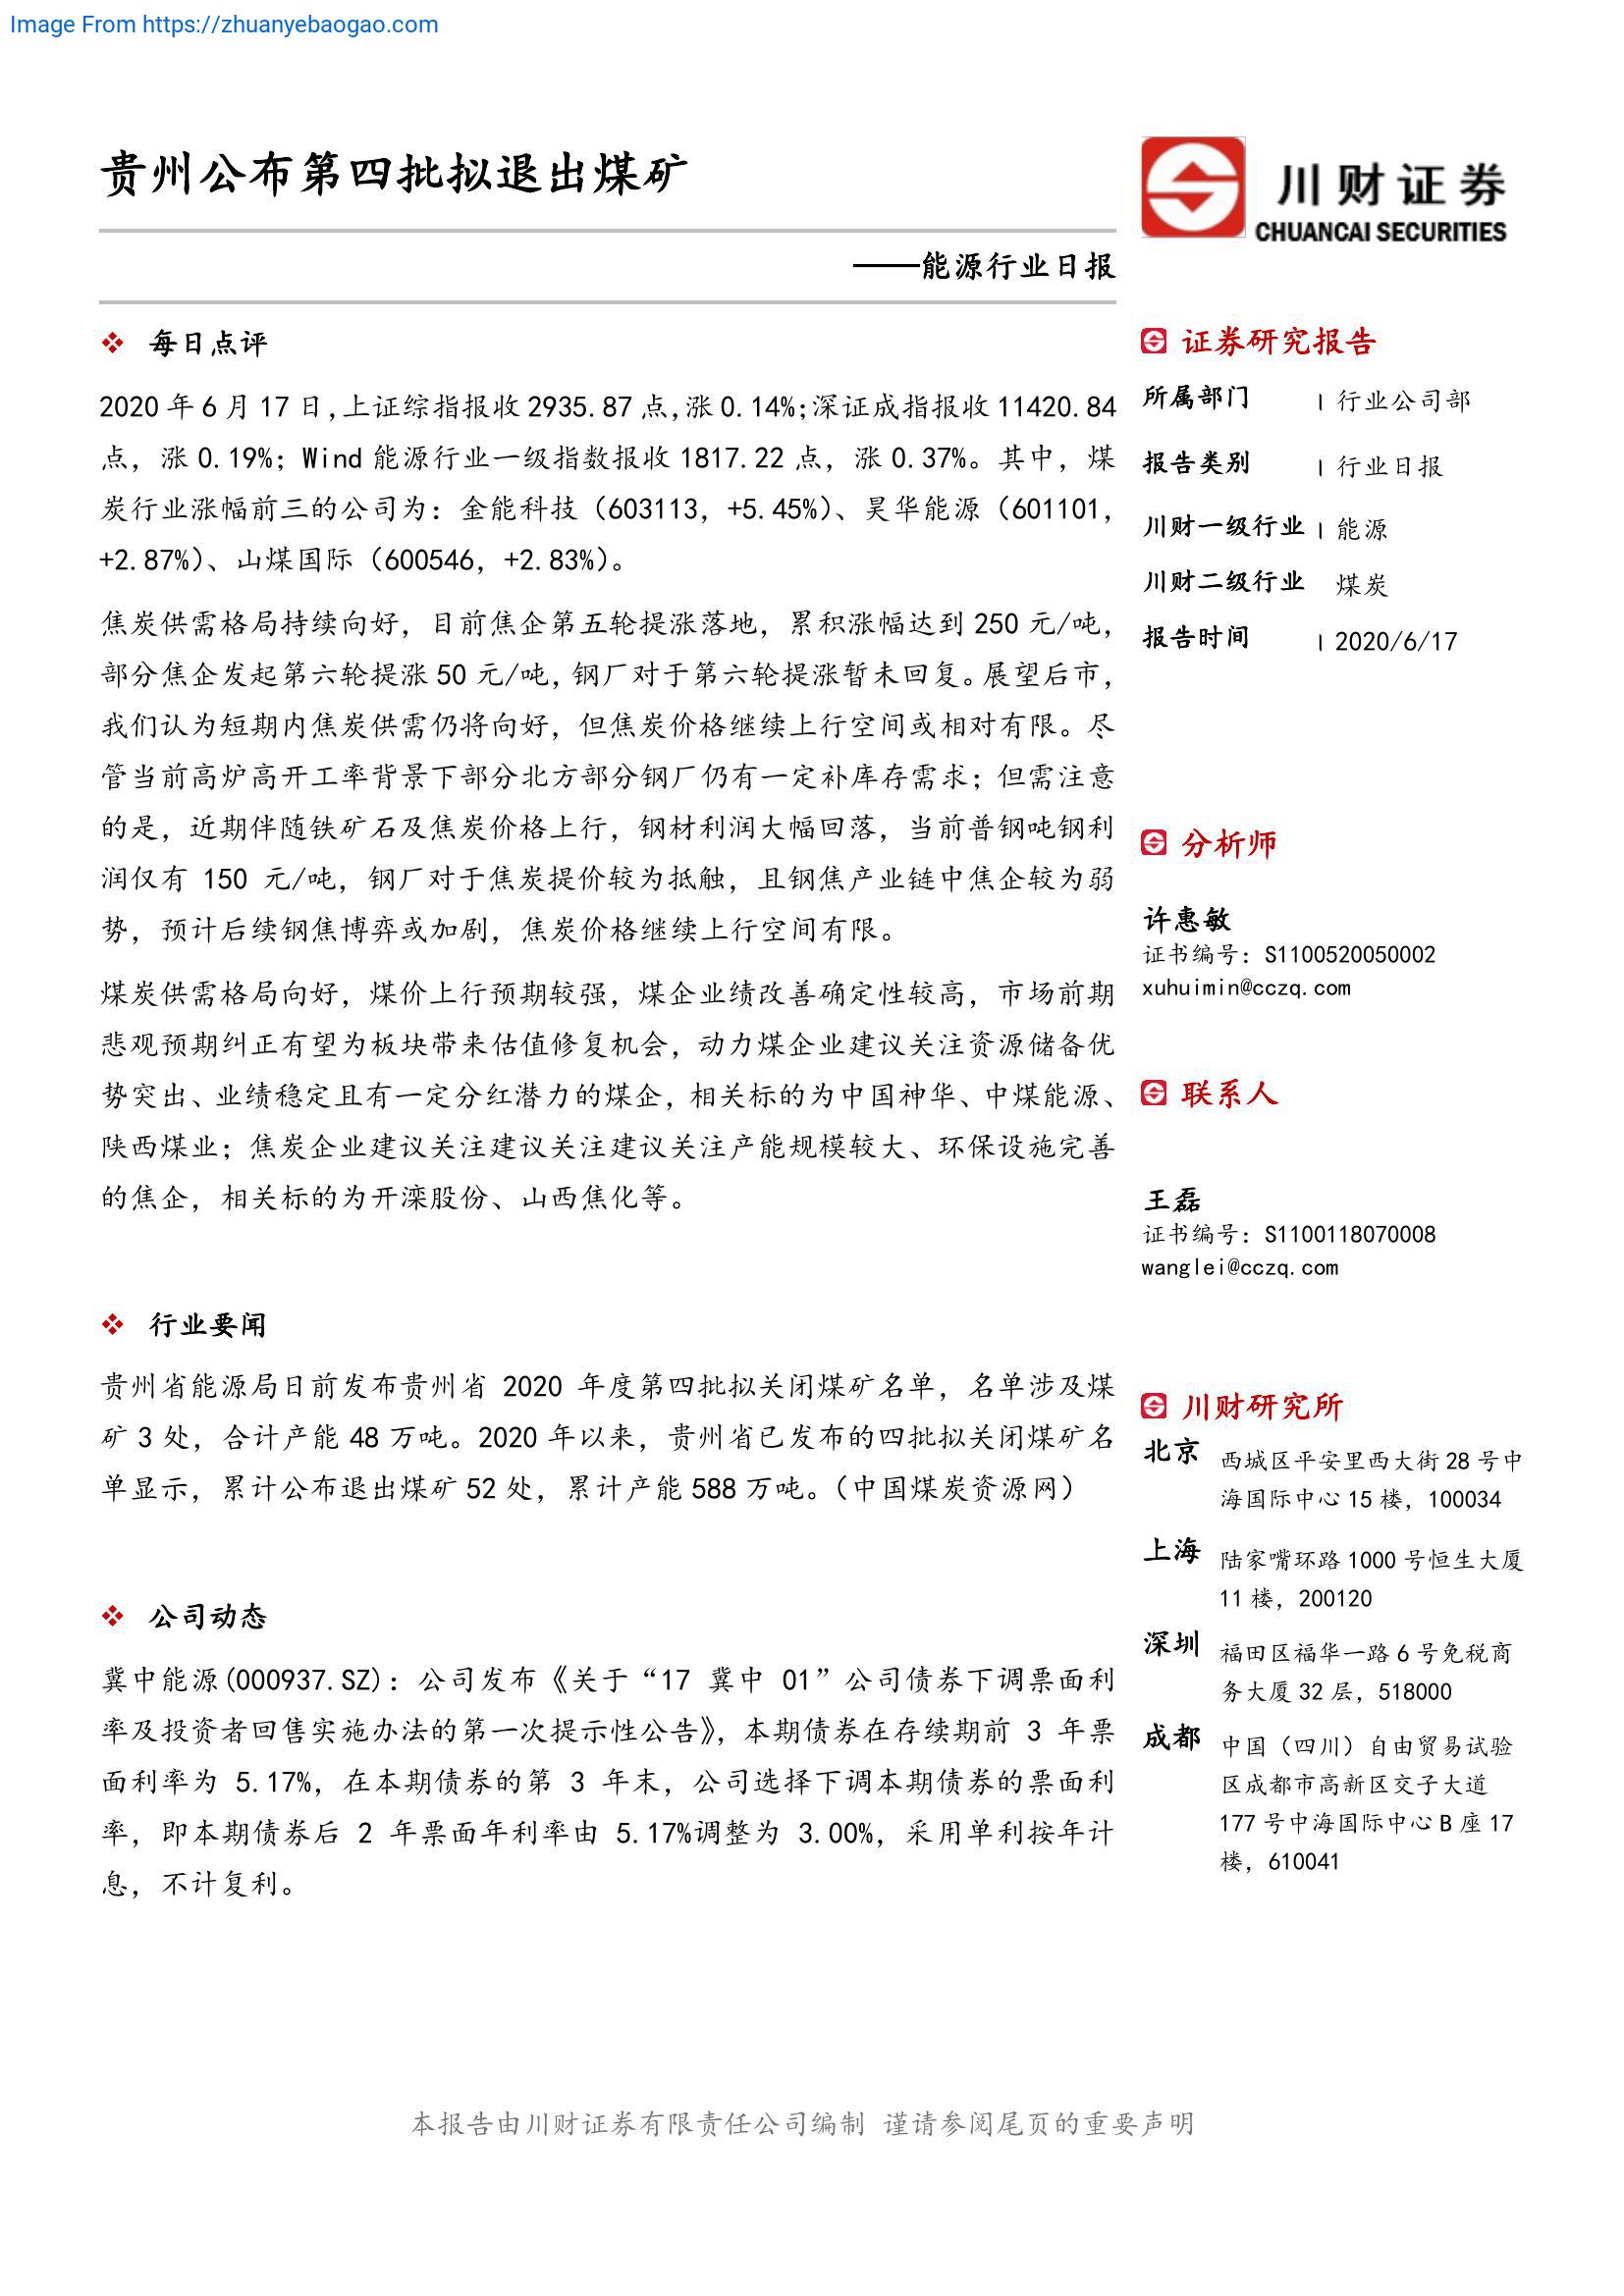 Image From https://zhuanyebaogao.com
贵州公布第四批拟退出煤矿
川财证券
CHUANCAI SECURITIES
——能源行业日报
❖ 每日点评
2020 年 6 月 17 日,上证综指报收 2935.87 点,涨 0.14%;深证成指报收 11420.84
点，涨 0.19%；Wind 能源行业一级指数报收 1817.22 点，涨 0.37%。其中，煤
炭行业涨幅前三的公司为：金能科技（603113，+5.45%）、昊华能源（601101，
+2.87%）、山煤国际（600546，+2.83%）。
焦炭供需格局持续向好，目前焦企第五轮提涨落地，累积涨幅达到 250 元/吨，
部分焦企发起第六轮提涨 50 元/吨,钢厂对于第六轮提涨暂未回复。展望后市，
我们认为短期内焦炭供需仍将向好，但焦炭价格继续上行空间或相对有限。尽
管当前高炉高开工率背景下部分北方部分钢厂仍有一定补库存需求；但需注意
的是，近期伴随铁矿石及焦炭价格上行，钢材利润大幅回落，当前普钢吨钢利
润仅有 150 元/吨，钢厂对于焦炭提价较为抵触，且钢焦产业链中焦企较为弱
势，预计后续钢焦博弈或加剧，焦炭价格继续上行空间有限。
煤炭供需格局向好，煤价上行预期较强，煤企业绩改善确定性较高，市场前期
悲观预期纠正有望为板块带来估值修复机会，动力煤企业建议关注资源储备优
势突出、业绩稳定且有一定分红潜力的煤企，相关标的为中国神华、中煤能源、
陕西煤业；焦炭企业建议关注建议关注建议关注产能规模较大、环保设施完善
的焦企，相关标的为开滦股份、山西焦化等。
❖ 行业要闻
贵州省能源局日前发布贵州省 2020 年度第四批拟关闭煤矿名单，名单涉及煤
矿 3 处，合计产能 48 万吨。2020 年以来，贵州省已发布的四批拟关闭煤矿名
单显示，累计公布退出煤矿 52 处，累计产能 588 万吨。（中国煤炭资源网）
❖ 公司动态
冀中能源(000937.SZ)：公司发布《关于“17 冀中 01”公司债券下调票面利
率及投资者回售实施办法的第一次提示性公告》，本期债券在存续期前 3 年票
面利率为 5.17%，在本期债券的第 3 年末，公司选择下调本期债券的票面利
率，即本期债券后 2 年票面年利率由 5.17%调整为 3.00%，采用单利按年计
息，不计复利。
证券研究报告
所属部门 | 行业公司部
报告类别 | 行业日报
川财一级行业 | 能源
川财二级行业 煤炭
报告时间 | 2020/6/17
分析师
许惠敏
证书编号：S1100520050002
xuhuimin@cczq.com
联系人
王磊
证书编号：S1100118070008
wanglei@cczq.com
川财研究所
北京 西城区平安里西大街 28 号中
海国际中心 15 楼，100034
上海 陆家嘴环路 1000 号恒生大厦
11 楼，200120
深圳 福田区福华一路 6 号免税商
务大厦 32 层，518000
成都 中国（四川）自由贸易试验
区成都市高新区交子大道
177 号中海国际中心 B 座 17
楼，610041
本报告由川财证券有限责任公司编制 谨请参阅尾页的重要声明